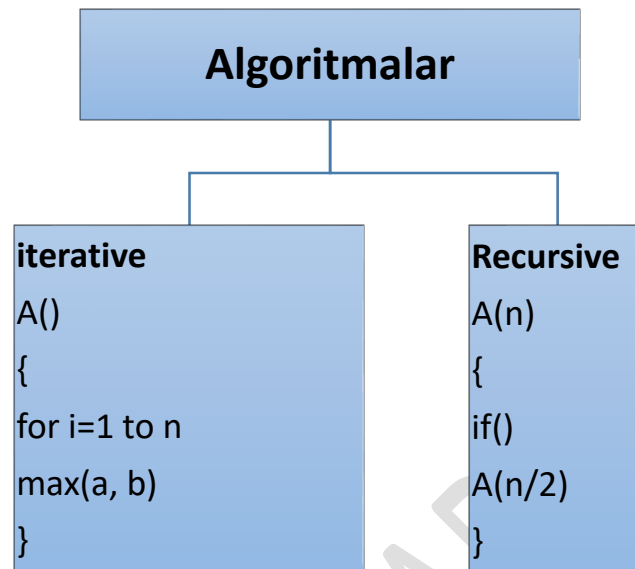 Algoritmalar
iterative
A()
{
for i=1 to n
max(a, b)
}
Recursive
A(n)
{
if()
A(n/2)
}